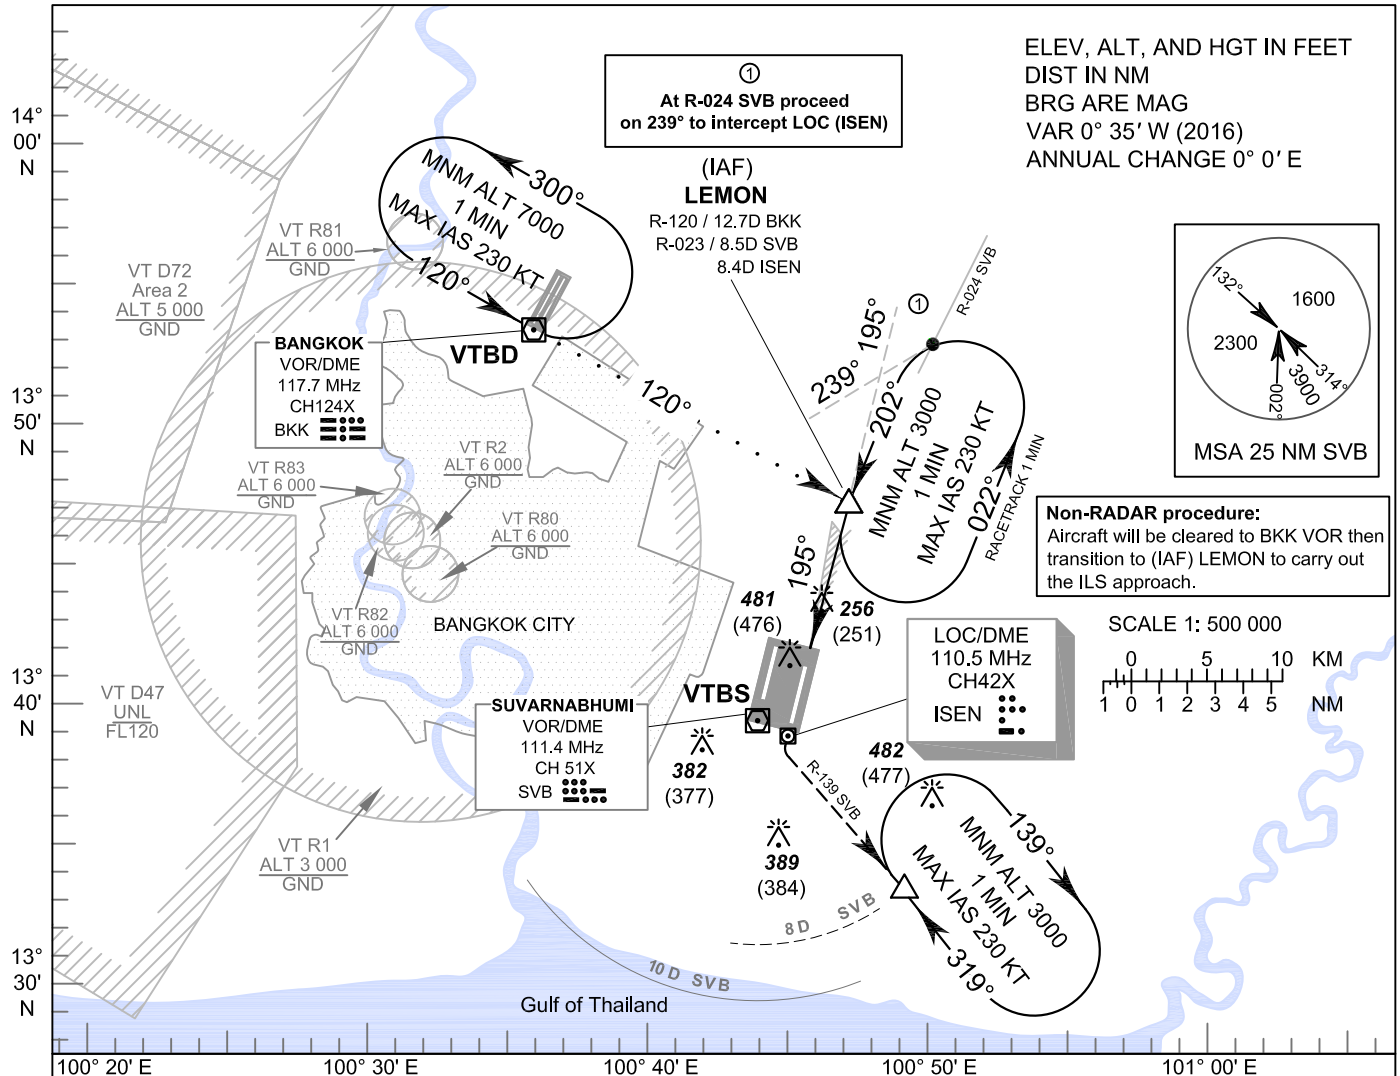 ELEV, ALT, AND HGT IN FEET
DIST IN NM
BRG ARE MAG
VAR 0° 35' W (2016)
ANNUAL CHANGE 0° 0' E
①
At R-024 SVB proceed
on 239° to intercept LOC (ISEN)
(IAF)
LEMON
R-120 / 12.7D BKK
R-023 / 8.5D SVB
8.4D ISEN
14°
00'
N
300°
MNM ALT 7000
1 MIN
MAX IAS 230 KT
120°
VT R81
ALT 6 000
GND
VT D72
Area 2
ALT 5 000
GND
BANGKOK
VOR/DME
117.7 MHz
CH124X
BKK
VTBD
120°
R-024 SVB
①
239°
195°
202°
MNM ALT 3000
1 MIN
MAX IAS 230 KT
022°
RACETRACK 1 MIN
132°
1600
2300
3900
314°
002°
MSA 25 NM SVB
13°
50'
N
VT R2
ALT 6 000
GND
VT R83
ALT 6 000
GND
VT R80
ALT 6 000
GND
VT R82
ALT 6 000
GND
BANGKOK CITY
Non-RADAR procedure:
Aircraft will be cleared to BKK VOR then
transition to (IAF) LEMON to carry out
the ILS approach.
195°
481
(476)
256
(251)
LOC/DME
110.5 MHz
CH42X
ISEN
SCALE 1: 500 000
0 5 10 KM
1 0 1 2 3 4 5 NM
13°
40'
N
VT D47
UNL
FL120
SUVARNABHUMI
VOR/DME
111.4 MHz
CH 51X
SVB
VTBS
382
(377)
482
(477)
R-139 SVB
389
(384)
139°
MNM ALT 3000
1 MIN
MAX IAS 230 KT
319°
VT R1
ALT 3 000
GND
8 D SVB
10 D SVB
13°
30'
N
Gulf of Thailand
100° 20' E
100° 30' E
100° 40' E
100° 50' E
101° 00' E